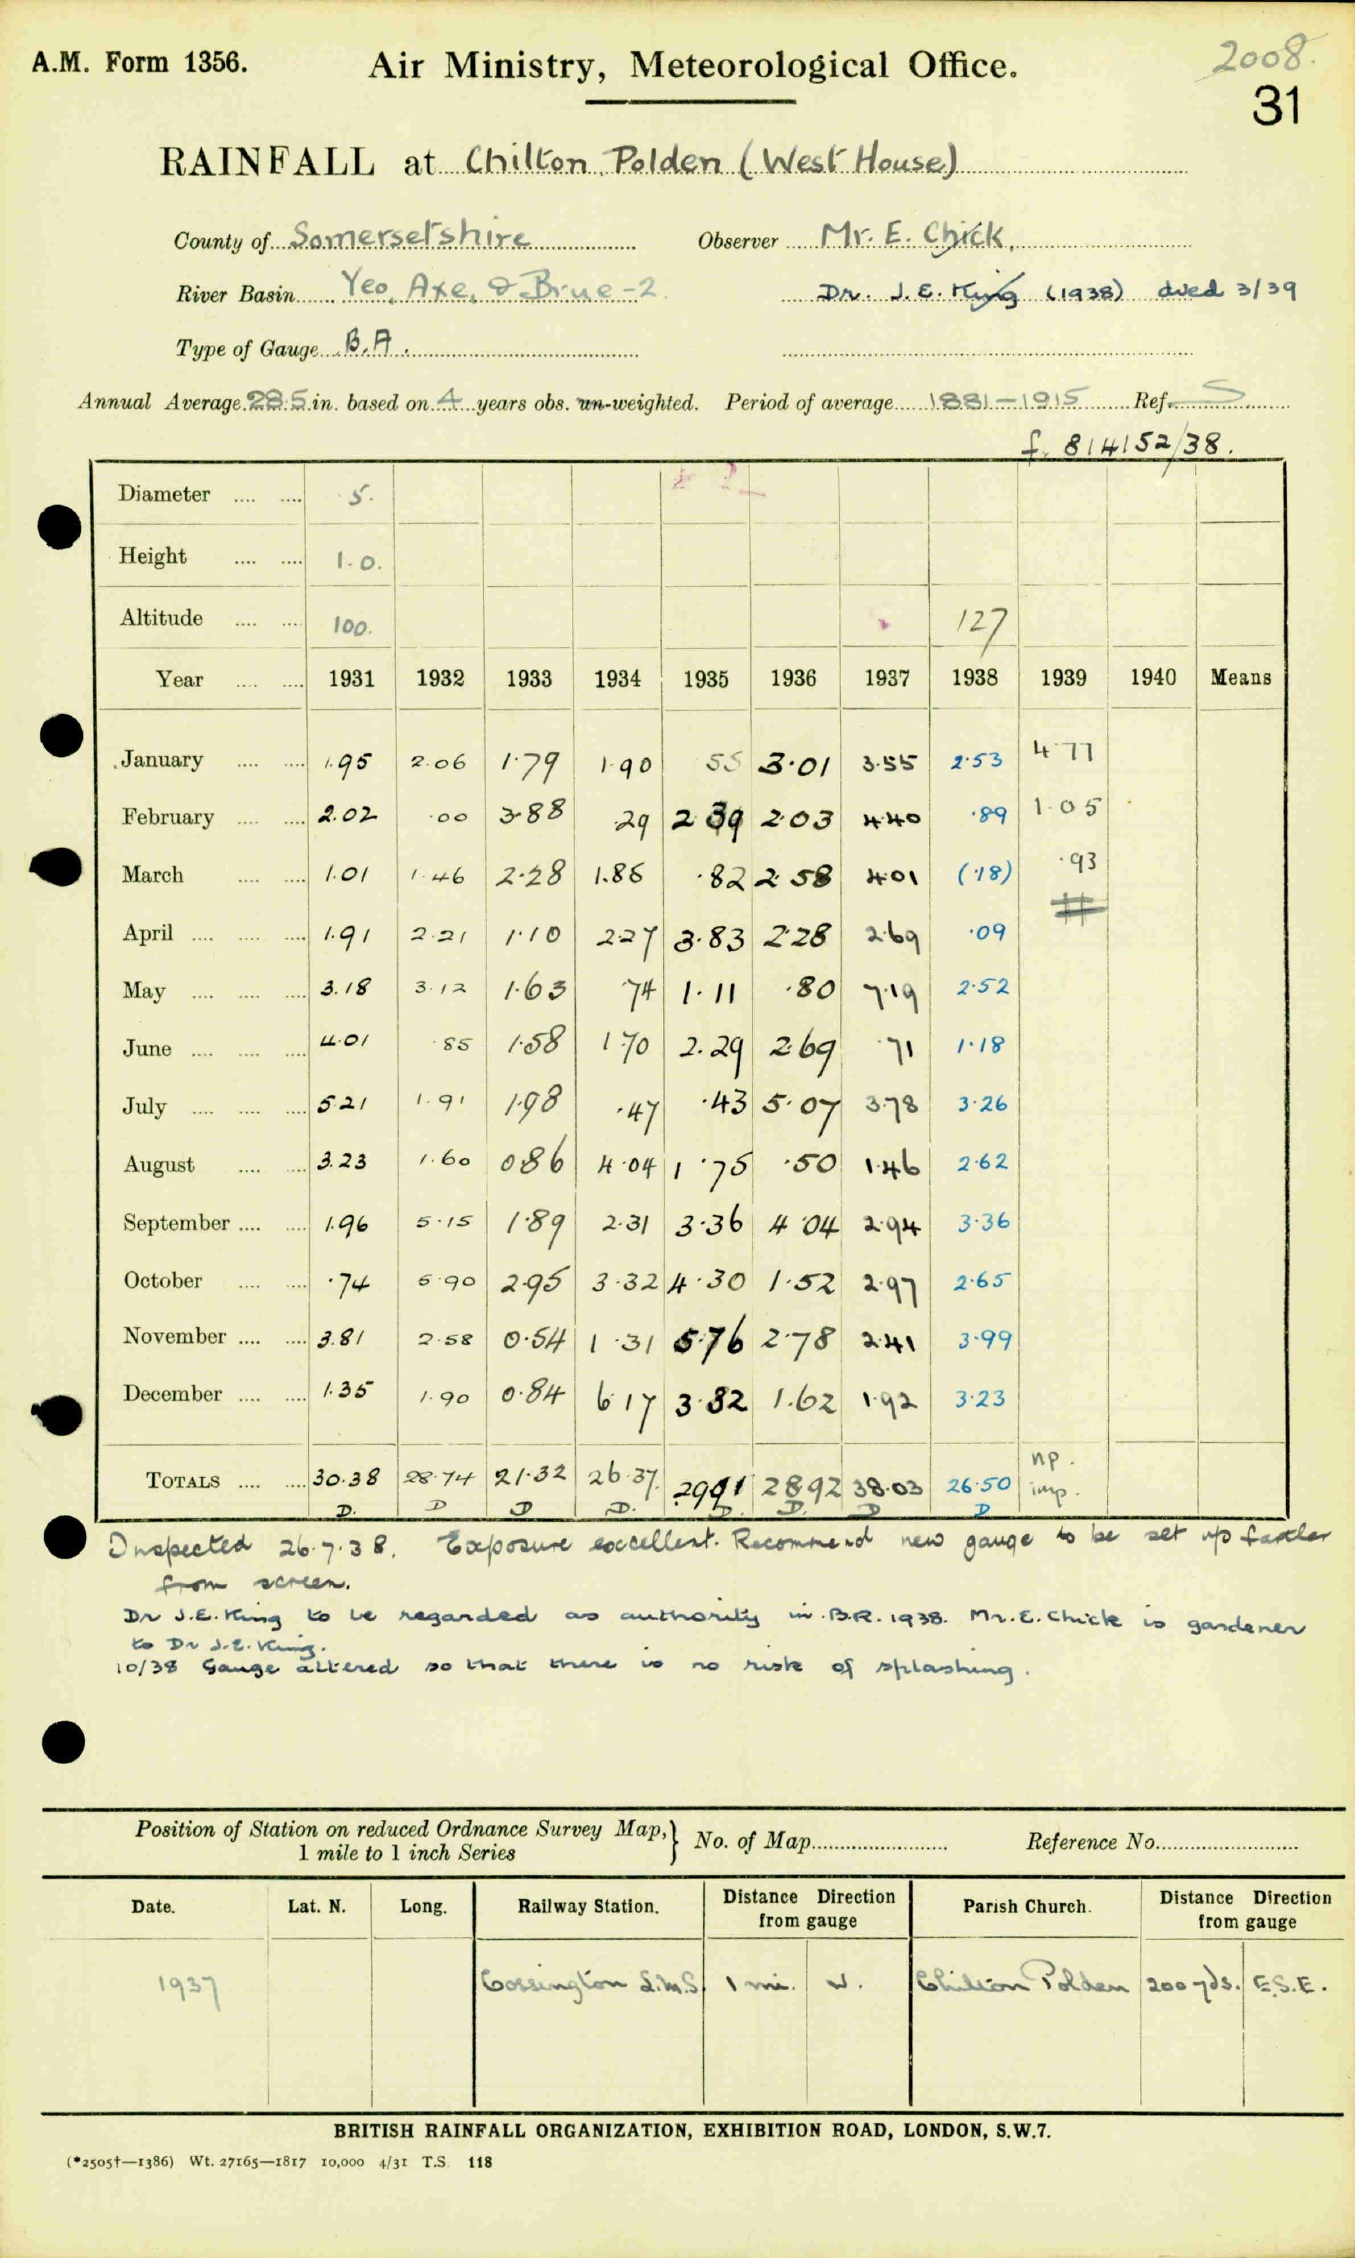 A.M. Form 1356.
Air Ministry, Meteorological Office.
2008.
31
RAINFALL at Chilton Polden (West House)
County of Somersetshire Observer Mr. E. Chick.
River Basin Yeo, Axe, & Brue-2. Dr. J.E. King (1938) died 3/39
Type of Gauge B.A.
Annual Average 28.5 in. based on 4 years obs. un-weighted. Period of average 1881-1915 Ref. S
f. 814152/38.
Diameter .... .... 5.
Height .... .... 1.0.
Altitude .... .... 100. 127
Year .... .... 1931 1932 1933 1934 1935 1936 1937 1938 1939 1940 Means
January .... .... 1.95 2.06 1.79 1.90 55 3.01 3.55 2.53 4.77
February .... .... 2.02 .00 3.88 .29 2 39 2.03 4.40 .89 1.05
March .... .... 1.01 1.46 2.28 1.86 .82 2.58 4.01 (.18) .93
April .... .... .... 1.91 2.21 1.10 2.27 3.83 2.28 2.69 .09
May .... .... .... 3.18 3.12 1.63 .74 1.11 .80 7.19 2.52
June .... .... .... 4.01 .85 1.58 1.70 2.29 2.69 .71 1.18
July .... .... .... 5.21 1.91 1.98 .47 .43 5.07 3.78 3.26
August .... .... 3.23 1.60 0.86 4.04 1.75 .50 1.46 2.62
September .... .... 1.96 5.15 1.89 2.31 3.36 4.04 2.94 3.36
October .... .... .74 5.90 2.95 3.32 4.30 1.52 2.97 2.65
November .... .... 3.81 2.58 0.54 1.31 5.76 2.78 2.41 3.99
December .... .... 1.35 1.90 0.84 6.17 3.32 1.62 1.92 3.23
TOTALS .... .... 30.38 28.74 21.32 26.37 29.91 28.92 38.03 26.50 np. imp.
D. D D D. D. D. D D
Inspected 26.7.38. Exposure excellent. Recommend new gauge to be set up farther
from screen.
Dr J.E. King to be regarded as authority in B.R. 1938. Mr. E. Chick is gardener
to Dr J.E. King.
10/38 Gauge altered so that there is no risk of splashing.
Position of Station on reduced Ordnance Survey Map,
1 mile to 1 inch Series
No. of Map Reference No.
Date. Lat. N. Long. Railway Station. Distance Direction from gauge Parish Church. Distance Direction from gauge
1937 Cossington L.M.S 1 mi. W. Chilton Polden 200 yds. E.S.E.
BRITISH RAINFALL ORGANIZATION, EXHIBITION ROAD, LONDON, S.W.7.
(*2505†—1386) Wt. 27165—1817 10,000 4/31 T.S. 118